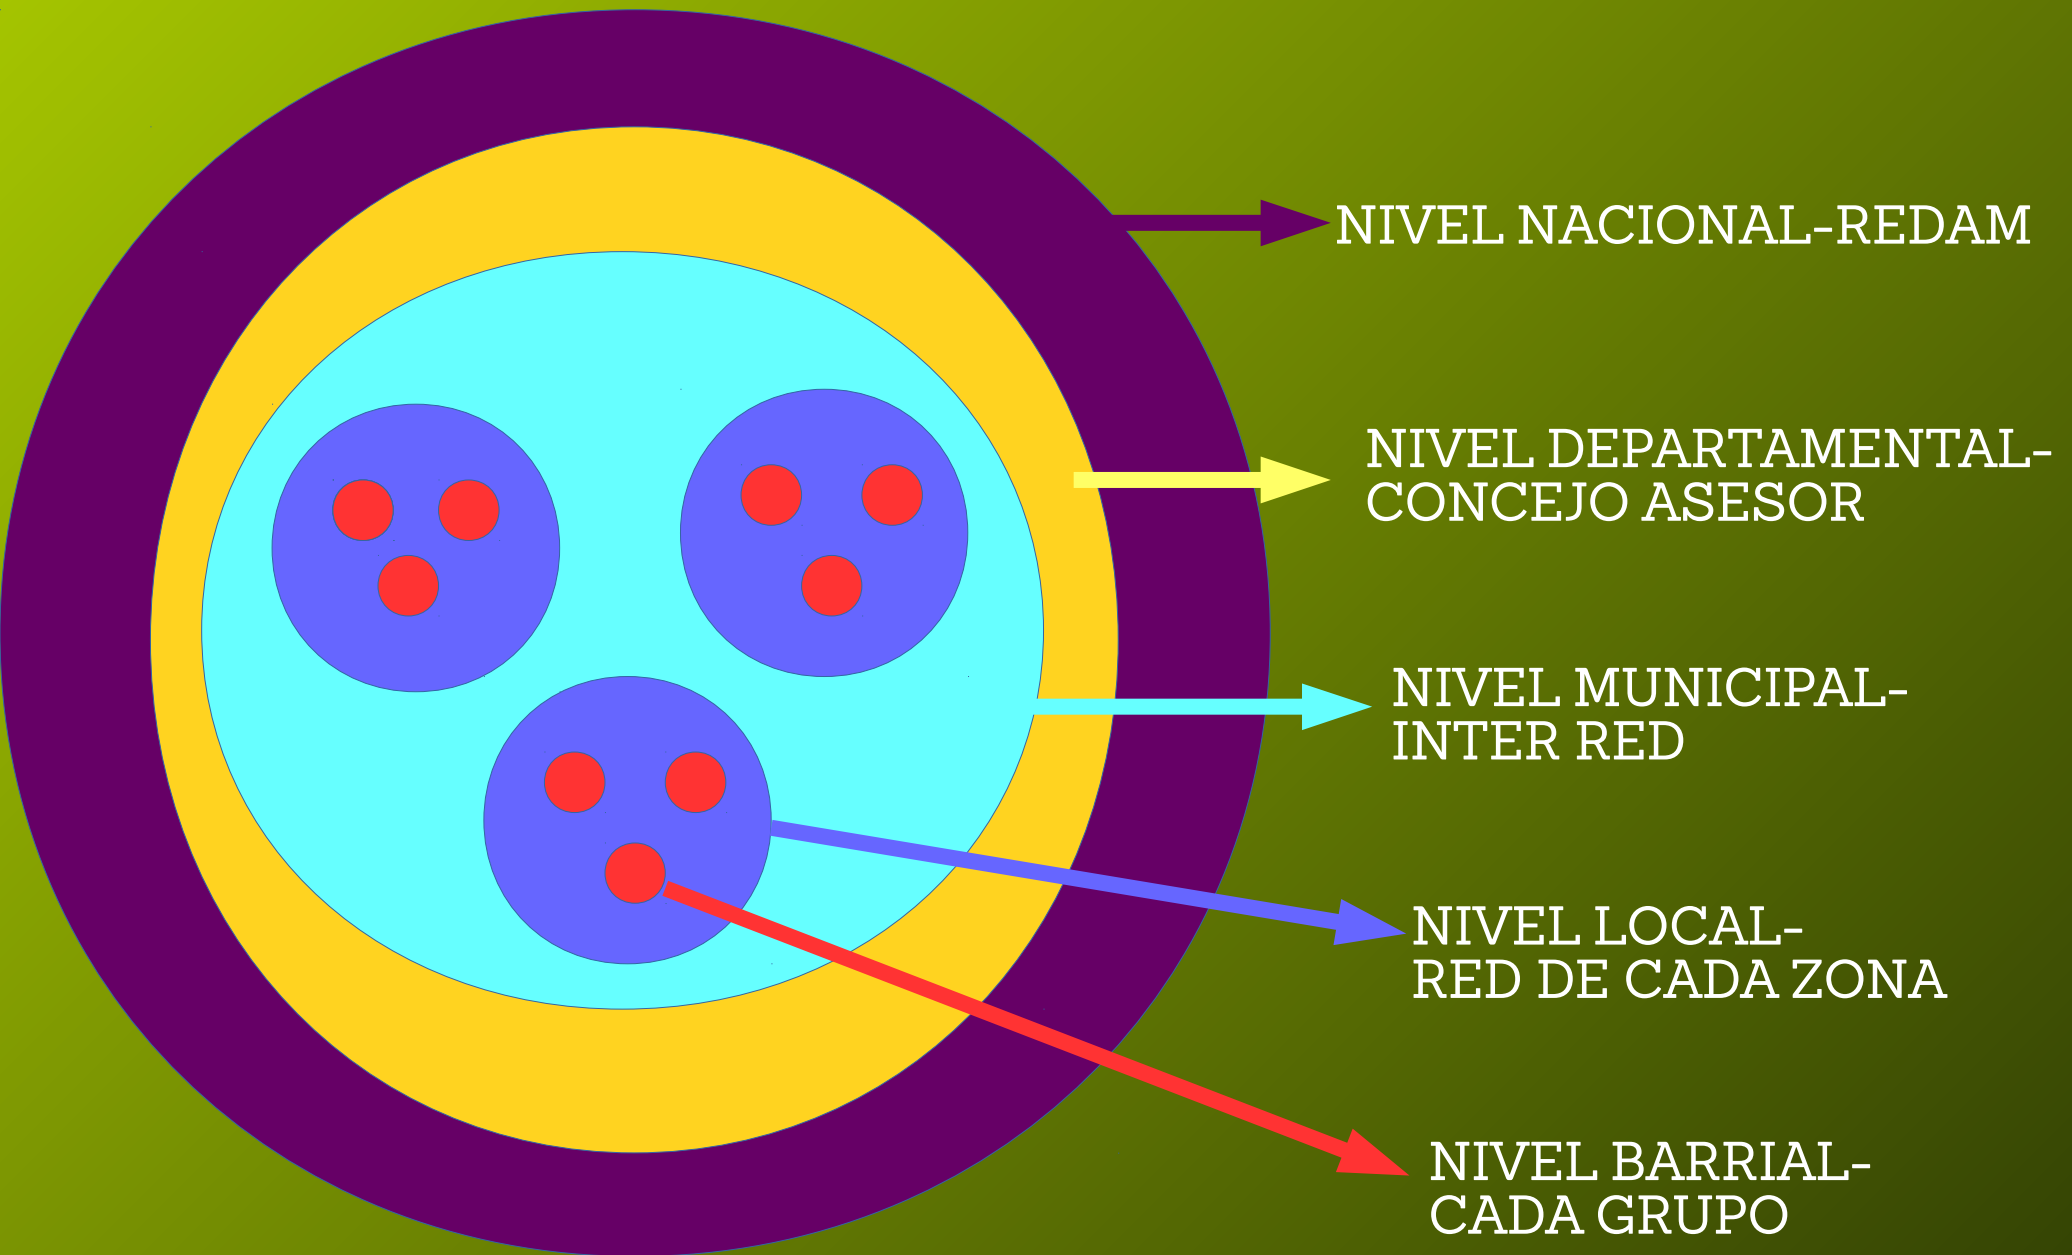 NIVEL NACIONAL-REDAM
NIVEL DEPARTAMENTAL-
CONCEJO ASESOR
NIVEL MUNICIPAL-
INTER RED
NIVEL LOCAL-
RED DE CADA ZONA
NIVEL BARRIAL-
CADA GRUPO